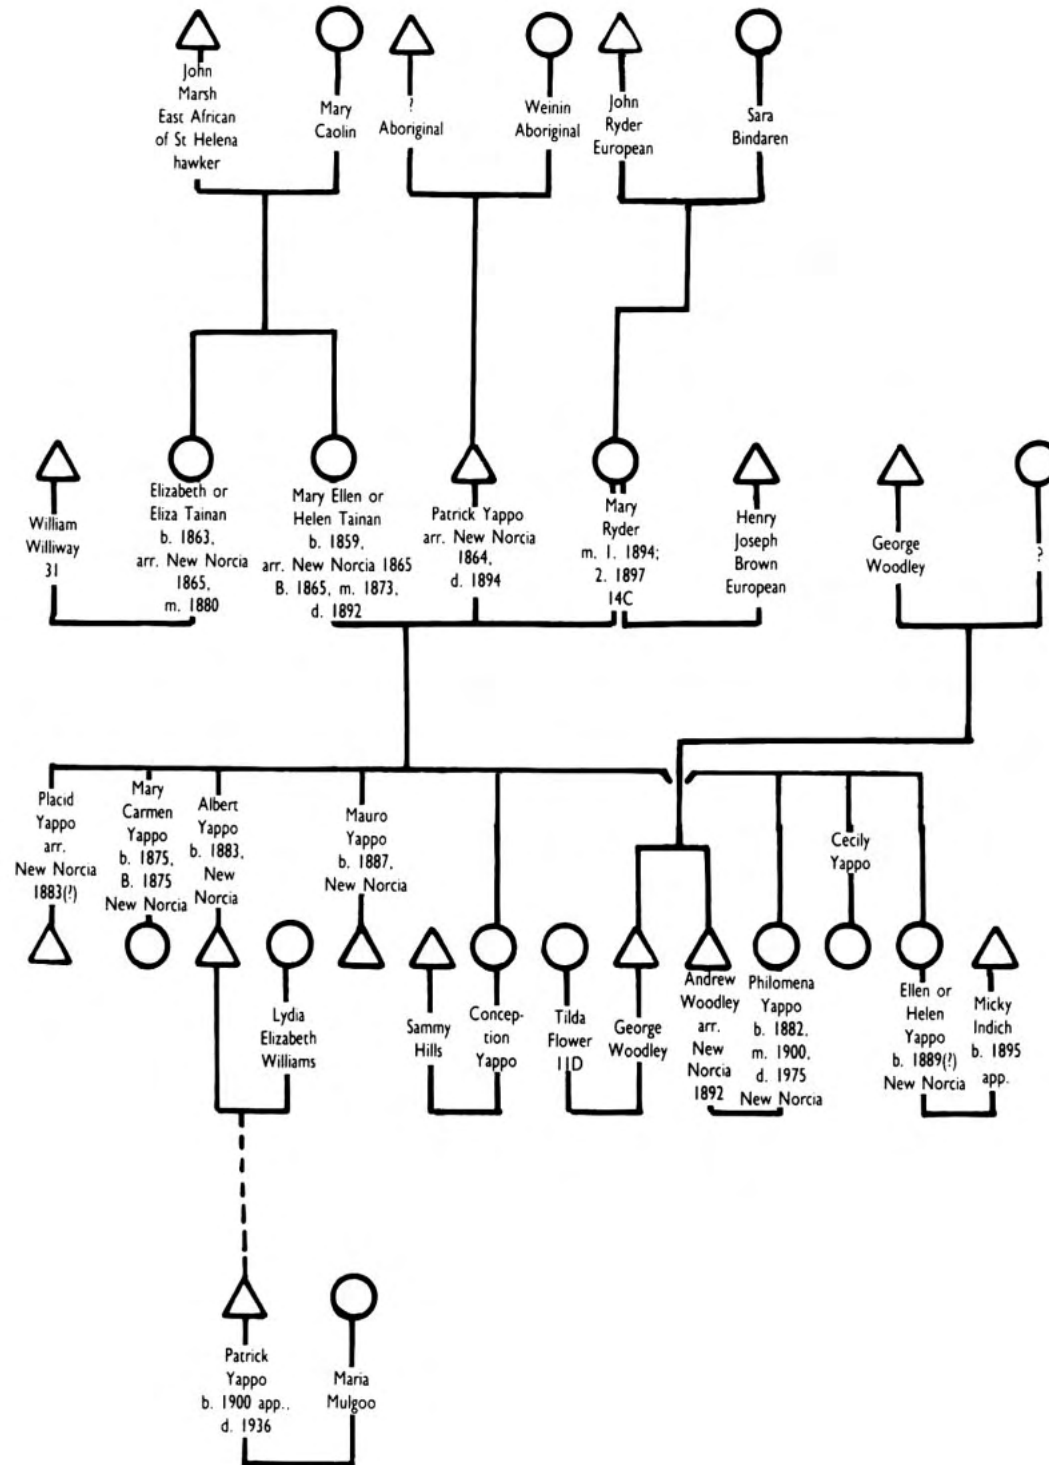 John
Marsh
East African
of St Helena
hawker
Mary
Caolin
?
Aboriginal
Weinin
Aboriginal
John
Ryder
European
Sara
Bindaren
William
Williway
31
Elizabeth or
Eliza Tainan
b. 1863,
arr. New Norcia
1865,
m. 1880
Mary Ellen or
Helen Tainan
b. 1859,
arr. New Norcia 1865
B. 1865, m. 1873,
d. 1892
Patrick Yappo
arr. New Norcia
1864,
d. 1894
Mary
Ryder
m. 1. 1894;
2. 1897
14C
Henry
Joseph
Brown
European
George
Woodley
?
Placid
Yappo
arr.
New Norcia
1883(?)
Mary
Carmen
Yappo
b. 1875,
B. 1875
New Norcia
Albert
Yappo
b. 1883,
New
Norcia
Lydia
Elizabeth
Williams
Mauro
Yappo
b. 1887,
New Norcia
Sammy
Hills
Concep-
tion
Yappo
Tilda
Flower
11D
George
Woodley
Andrew
Woodley
arr.
New
Norcia
1892
Philomena
Yappo
b. 1882,
m. 1900,
d. 1975
New Norcia
Cecily
Yappo
Ellen or
Helen
Yappo
b. 1889(?)
New Norcia
Micky
Indich
b. 1895
app.
Patrick
Yappo
b. 1900 app.,
d. 1936
Maria
Mulgoo